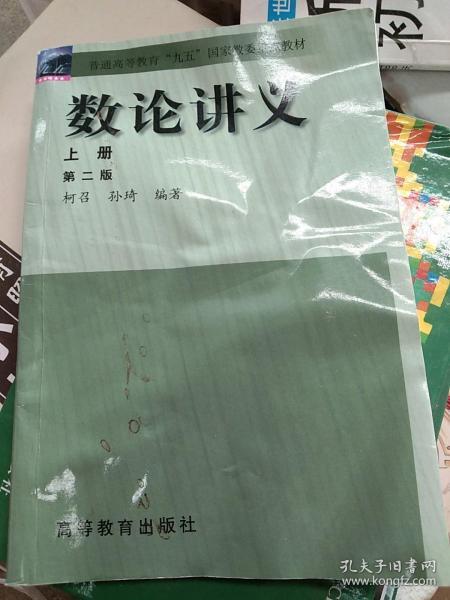 普通高等教育“九五”国家教委重点教材
数论讲义
上册
第二版
柯召 孙琦 编著
高等教育出版社
孔夫子旧书网
www.kongfz.com